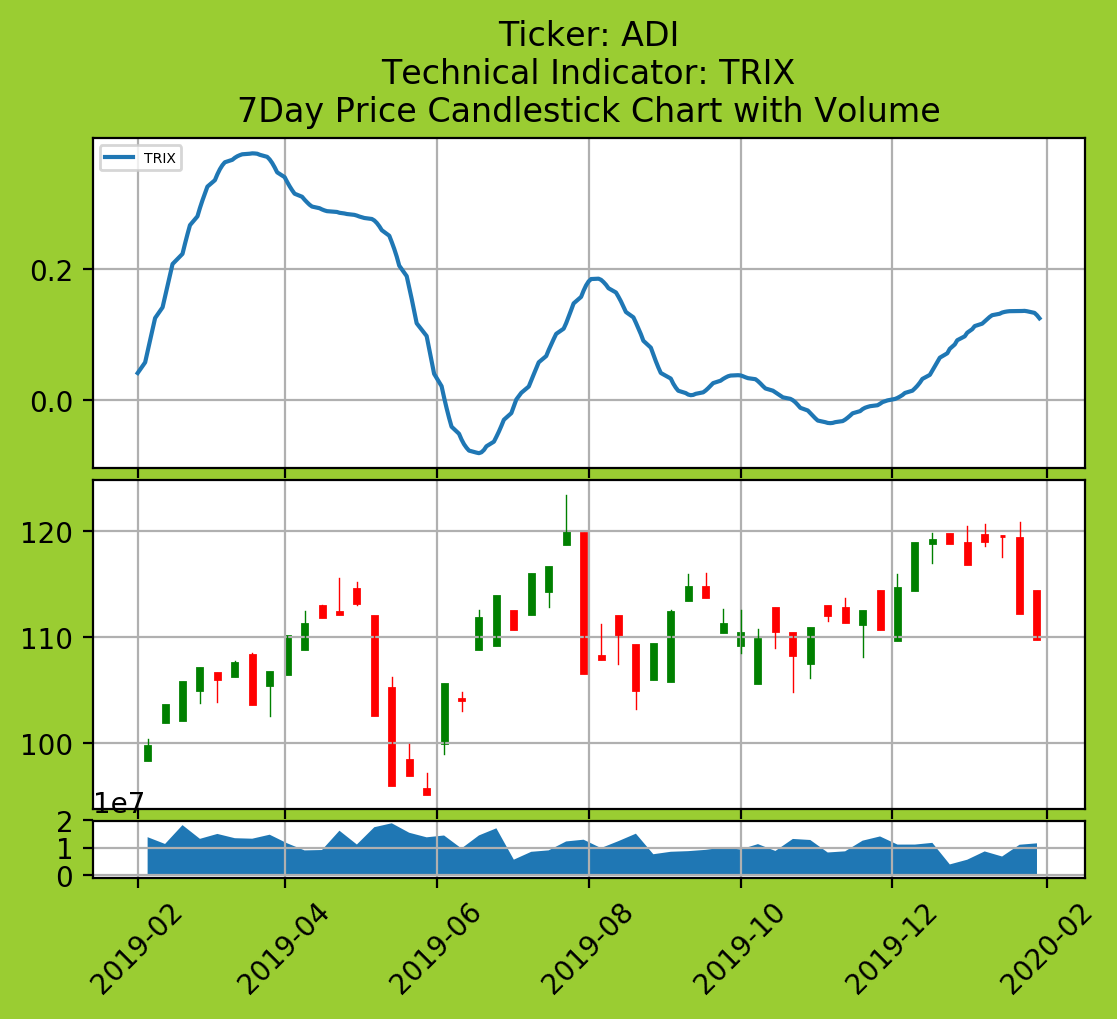 Ticker: ADI
Technical Indicator: TRIX
7Day Price Candlestick Chart with Volume
TRIX
0.2
0.0
120
110
100
1e7
2
1
0
2019-02 2019-04 2019-06 2019-08 2019-10 2019-12 2020-02